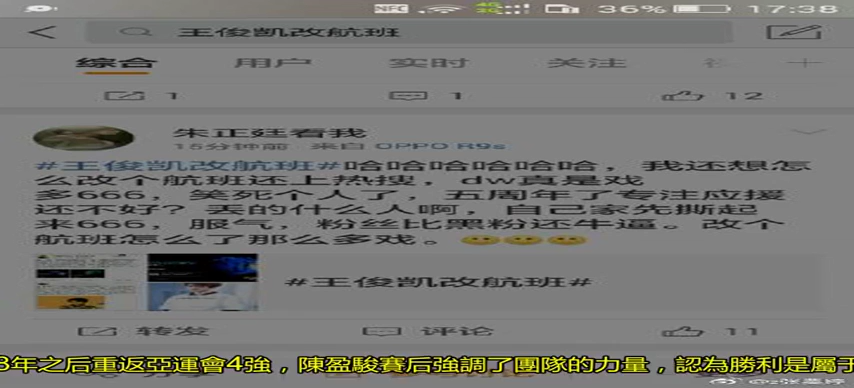 NFC 4G 36% 17:38
王俊凯改航班
综合 用户 实时 关注
1 1 12
朱正廷看我
15分钟前 来自 OPPO R9s
#王俊凯改航班#哈哈哈哈哈哈，我还想怎
么改个航班还上热搜，dw真是戏
多666，笑死个人了，五周年了专注应援
还不好？丢的什么人啊，自己家先撕起
来666，服气，粉丝比黑粉还牛逼。改个
航班怎么了那么多戏。
#王俊凯改航班#
转发 评论 11
8年之后重返亞運會4強，陳盈駿賽后強調了團隊的力量，認為勝利是屬于